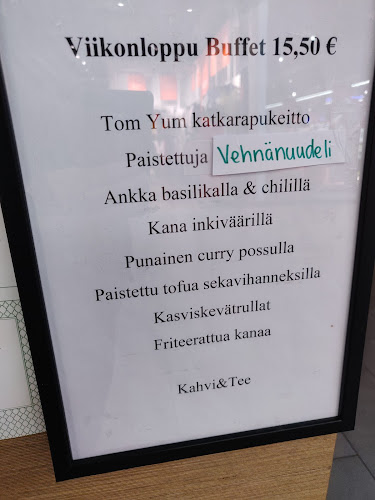 Viikonloppu Buffet 15,50 €
Tom Yum katkarapukeitto
Paistettuja Vehnänuudeli
Ankka basilikalla & chilillä
Kana inkiväärillä
Punainen curry possulla
Paistettu tofua sekavihanneksilla
Kasviskevätrullat
Friteerattua kanaa
Kahvi&Tee